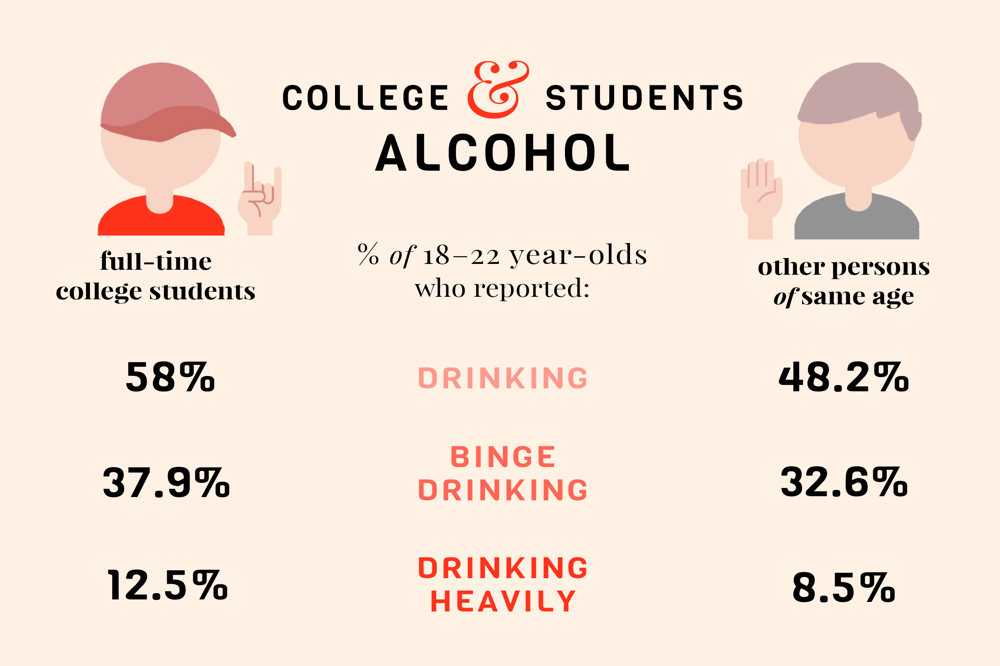 COLLEGE & STUDENTS
ALCOHOL
full-time
college students
% of 18–22 year-olds
who reported:
other persons
of same age
58%
DRINKING
48.2%
37.9%
BINGE
DRINKING
32.6%
12.5%
DRINKING
HEAVILY
8.5%